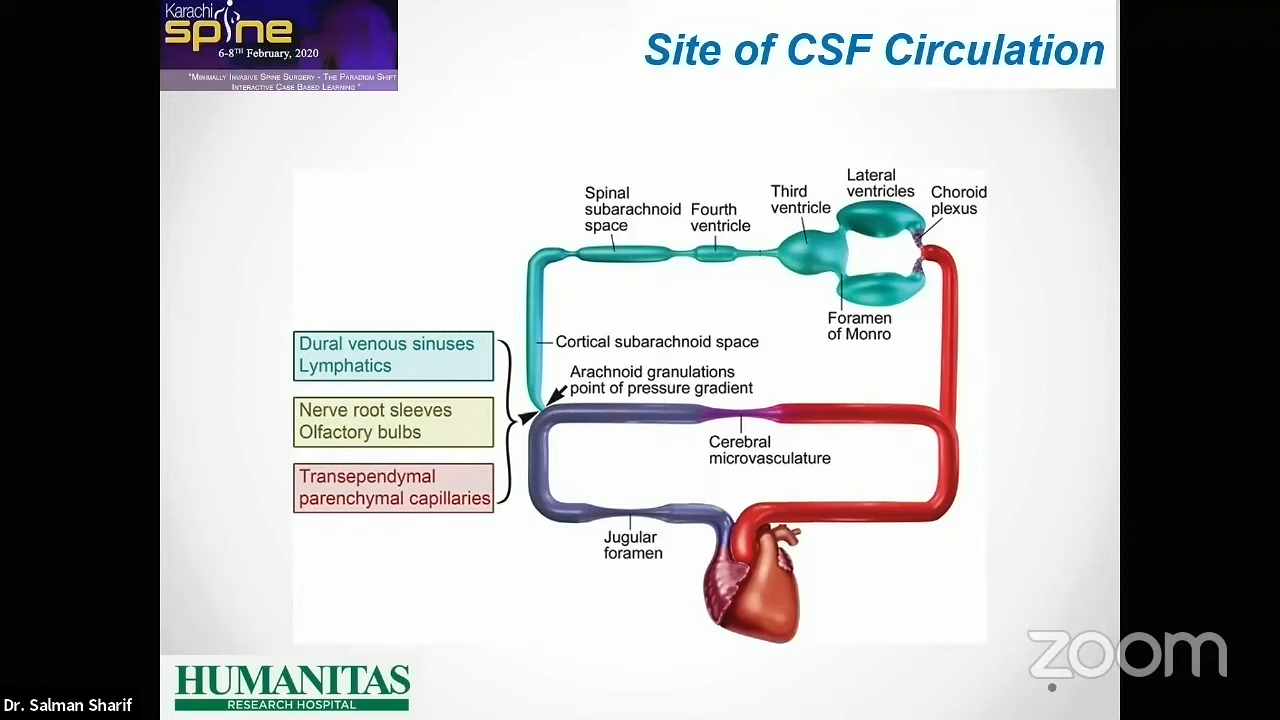 Karachi
spine
6-8TH February, 2020
"Minimally Invasive Spine Surgery - The Paradigm Shift
Interactive Case Based Learning "
Site of CSF Circulation
Spinal
subarachnoid
space
Fourth
ventricle
Third
ventricle
Lateral
ventricles
Choroid
plexus
Foramen
of Monro
Cortical subarachnoid space
Arachnoid granulations
point of pressure gradient
Dural venous sinuses
Lymphatics
Nerve root sleeves
Olfactory bulbs
Transependymal
parenchymal capillaries
Cerebral
microvasculature
Jugular
foramen
HUMANITAS
RESEARCH HOSPITAL
zoom
Dr. Salman Sharif